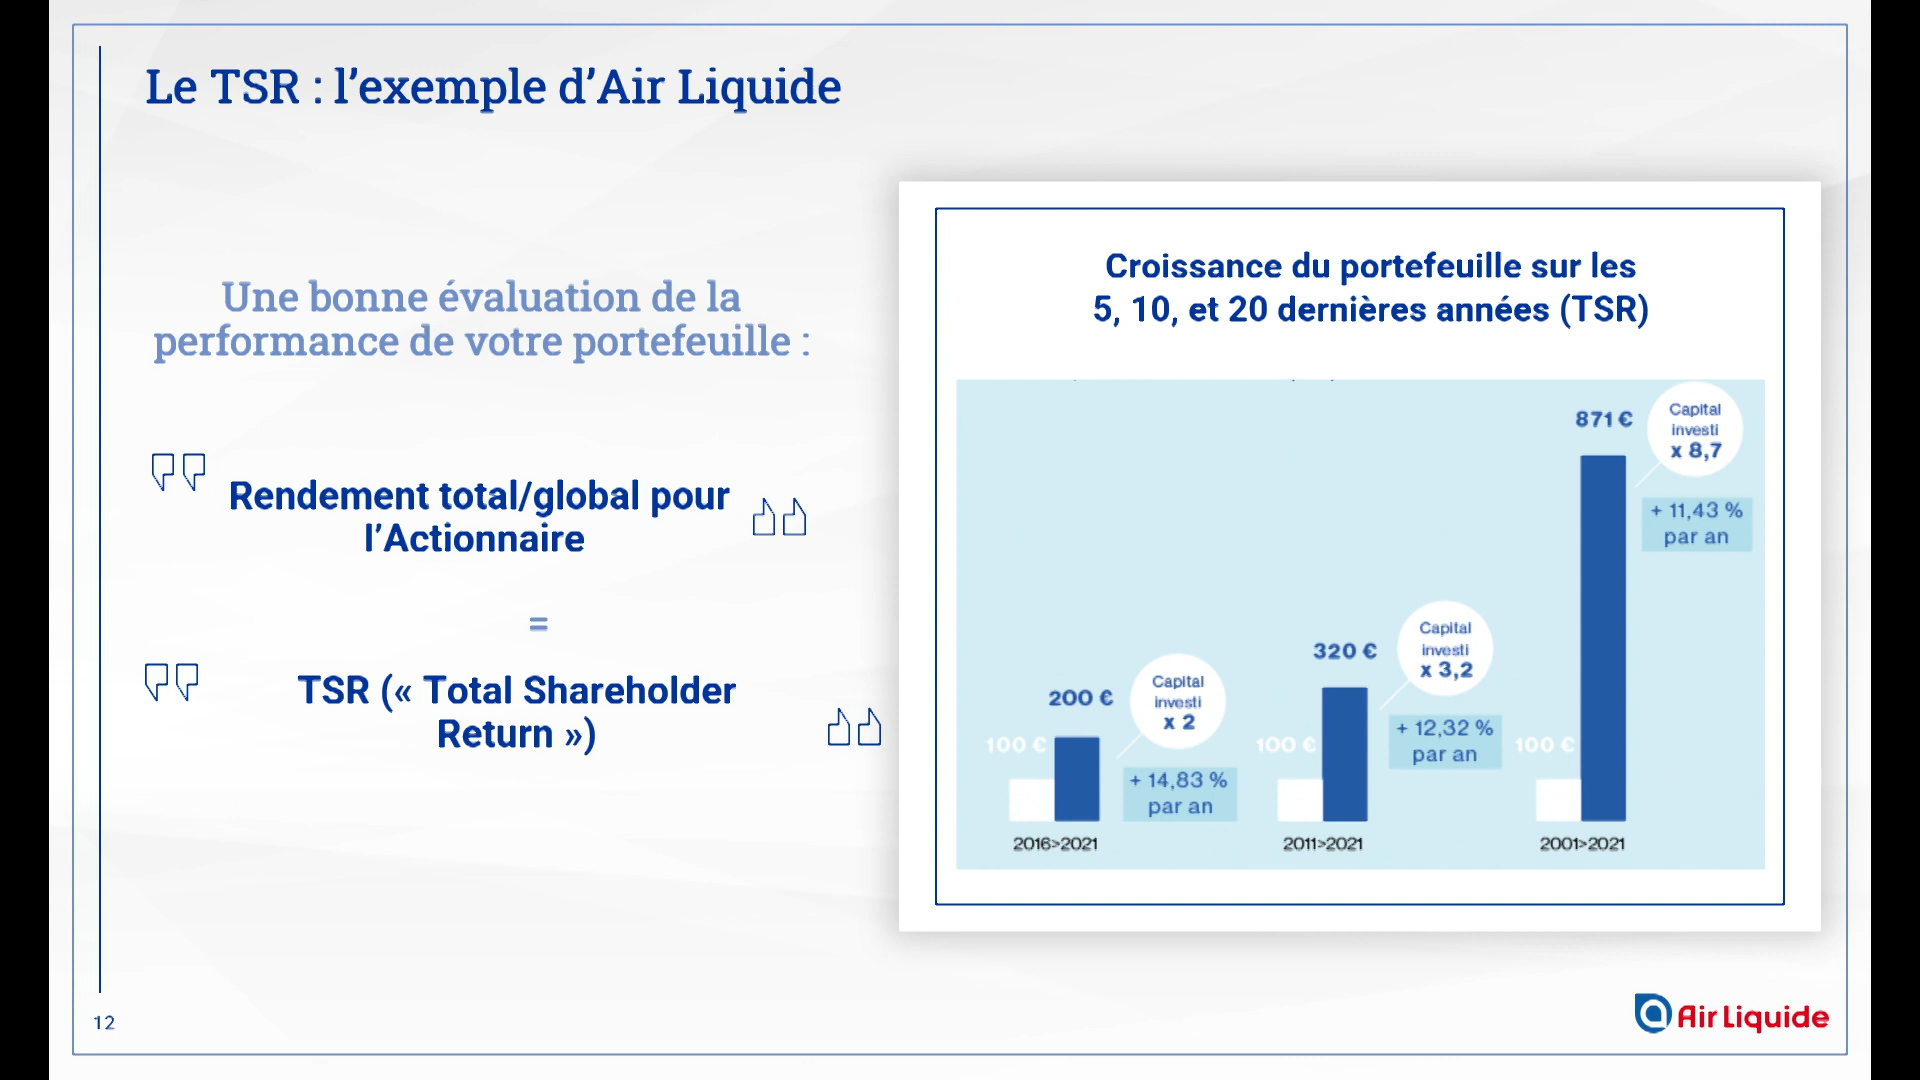 Le TSR : l’exemple d’Air Liquide
Une bonne évaluation de la
performance de votre portefeuille :
Rendement total/global pour
l’Actionnaire
=
TSR (« Total Shareholder
Return »)
Croissance du portefeuille sur les
5, 10, et 20 dernières années (TSR)
100 €
200 €
Capital
investi
x 2
+ 14,83 %
par an
2016>2021
100 €
320 €
Capital
investi
x 3,2
+ 12,32 %
par an
2011>2021
100 €
871 €
Capital
investi
x 8,7
+ 11,43 %
par an
2001>2021
12
Air Liquide